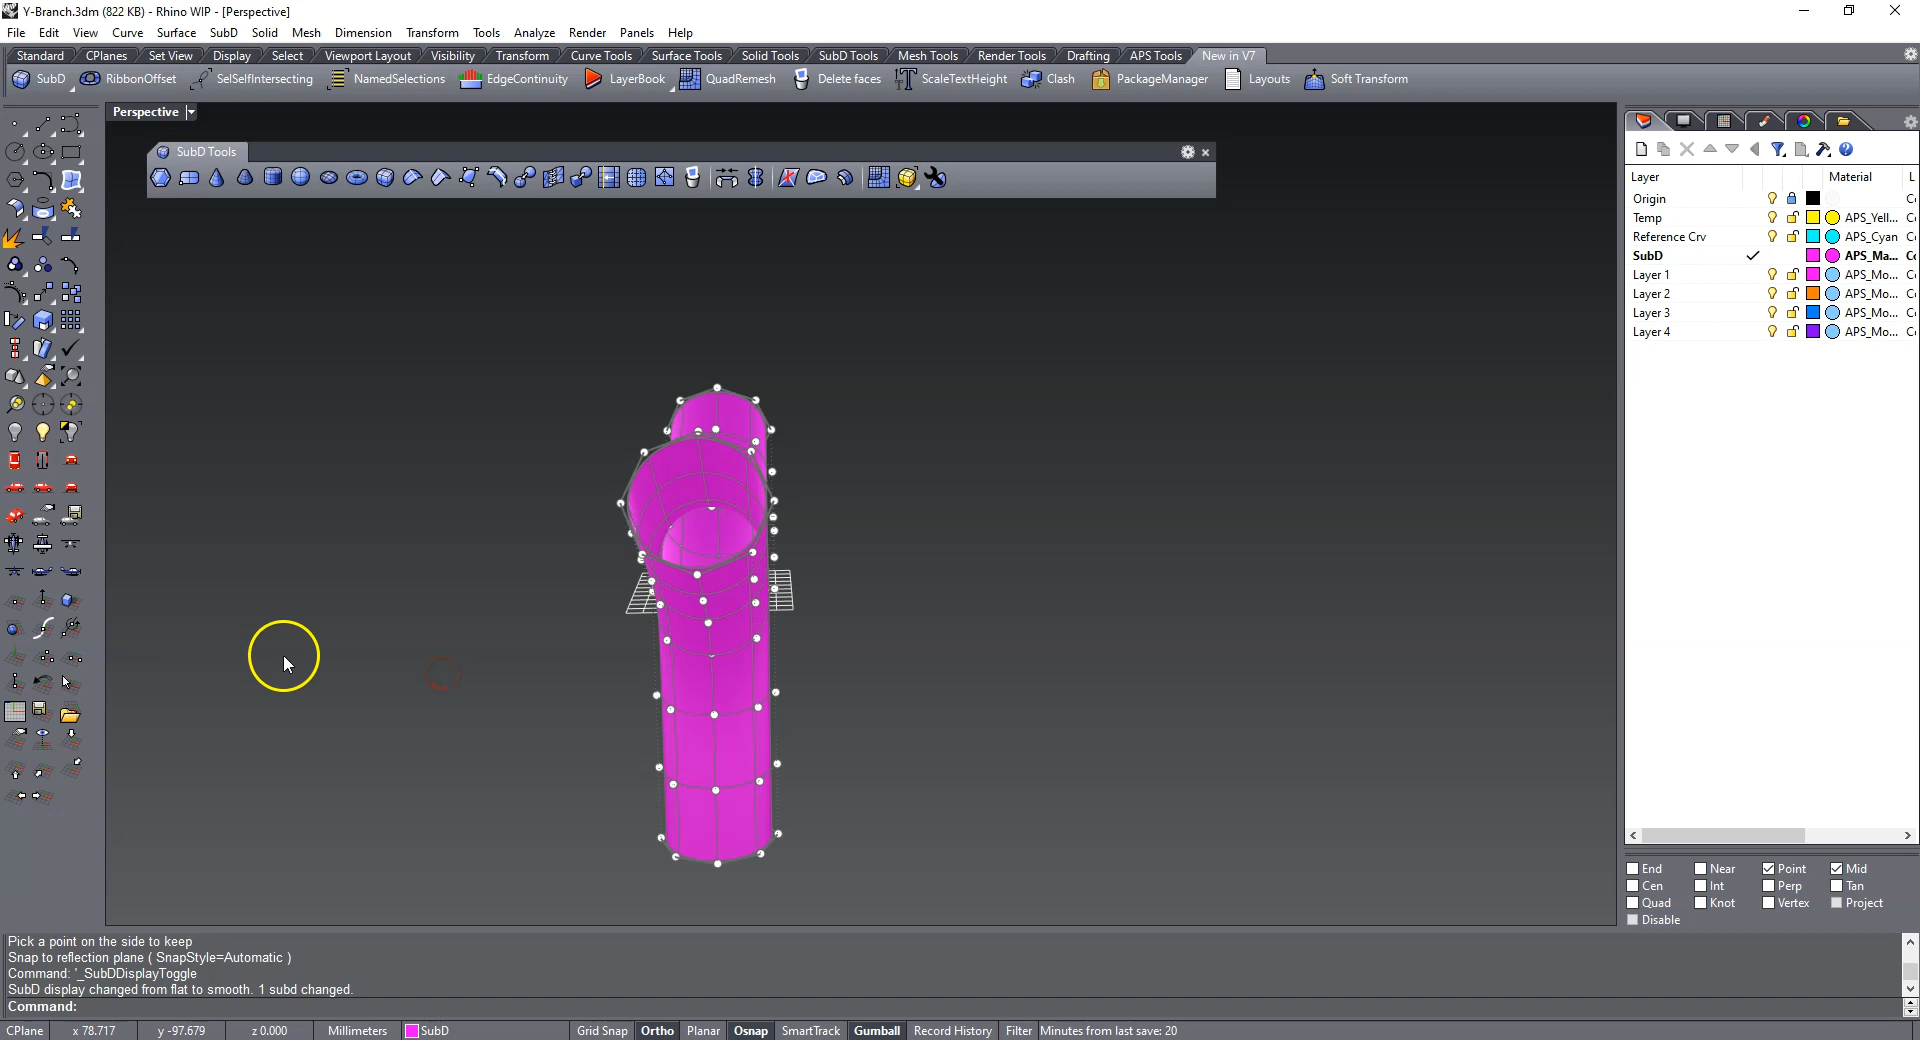 Y-Branch.3dm (822 KB) - Rhino WIP - [Perspective]
File Edit View Curve Surface SubD Solid Mesh Dimension Transform Tools Analyze Render Panels Help
Standard CPlanes Set View Display Select Viewport Layout Visibility Transform Curve Tools Surface Tools Solid Tools SubD Tools Mesh Tools Render Tools Drafting APS Tools New in V7
SubD RibbonOffset SelSelfIntersecting NamedSelections EdgeContinuity LayerBook QuadRemesh Delete faces ScaleTextHeight Clash PackageManager Layouts Soft Transform
Perspective
SubD Tools
Layer Material L
Origin
Temp APS_Yell...
Reference Crv APS_Cyan
SubD APS_Ma...
Layer 1 APS_Mo...
Layer 2 APS_Mo...
Layer 3 APS_Mo...
Layer 4 APS_Mo...
End Near Point Mid
Cen Int Perp Tan
Quad Knot Vertex Project
Disable
Pick a point on the side to keep
Snap to reflection plane ( SnapStyle=Automatic )
Command: '_SubDDisplayToggle
SubD display changed from flat to smooth. 1 subd changed.
Command:
CPlane x 78.717 y -97.679 z 0.000 Millimeters SubD Grid Snap Ortho Planar Osnap SmartTrack Gumball Record History Filter Minutes from last save: 20